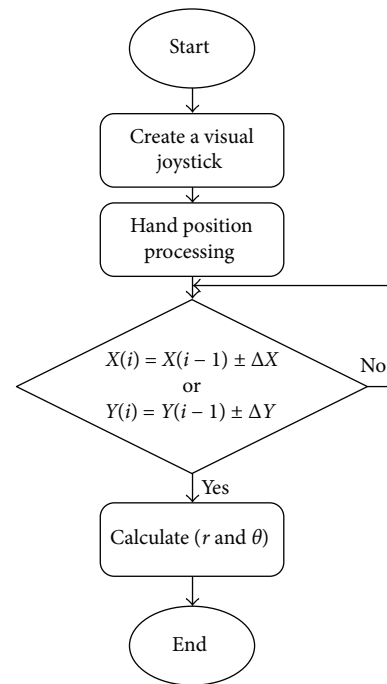 Start
Create a visual
joystick
Hand position
processing
X(i) = X(i − 1) ± ΔX
or
Y(i) = Y(i − 1) ± ΔY
No
Yes
Calculate (r and θ)
End